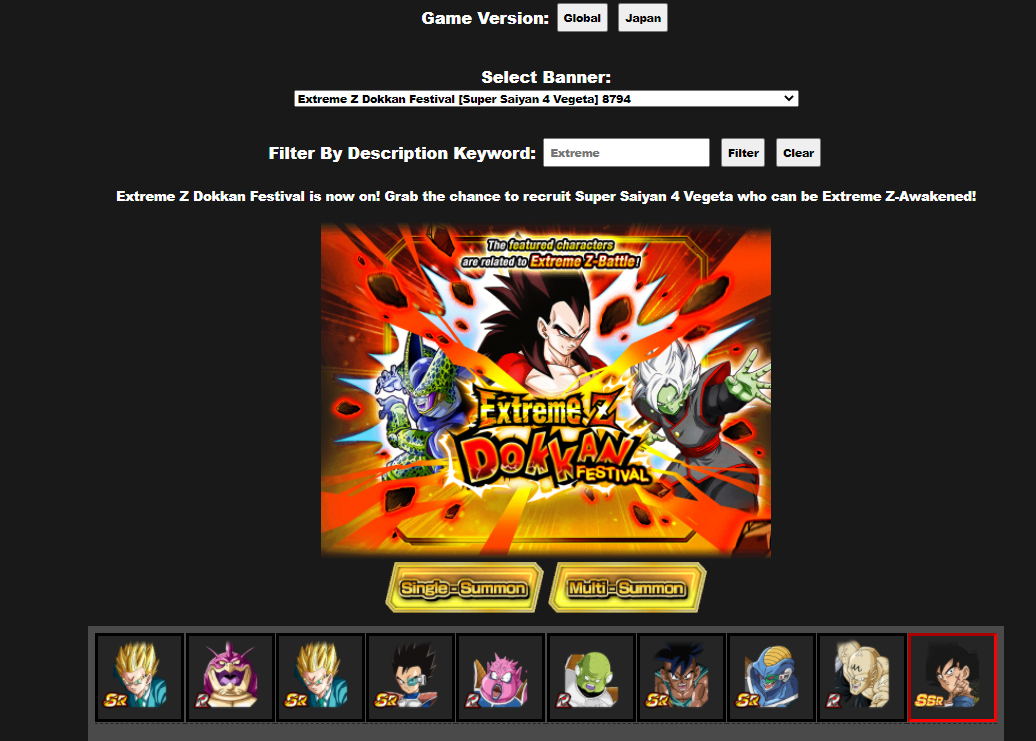 Game Version: Global Japan
Select Banner:
Extreme Z Dokkan Festival [Super Saiyan 4 Vegeta] 8794
Filter By Description Keyword: Extreme Filter Clear
Extreme Z Dokkan Festival is now on! Grab the chance to recruit Super Saiyan 4 Vegeta who can be Extreme Z-Awakened!
The featured characters
are related to Extreme Z-Battle!
Extreme Z
DOKKAN
FESTIVAL
Single-Summon Multi-Summon
SR R SR SR R R SR SR R SSR